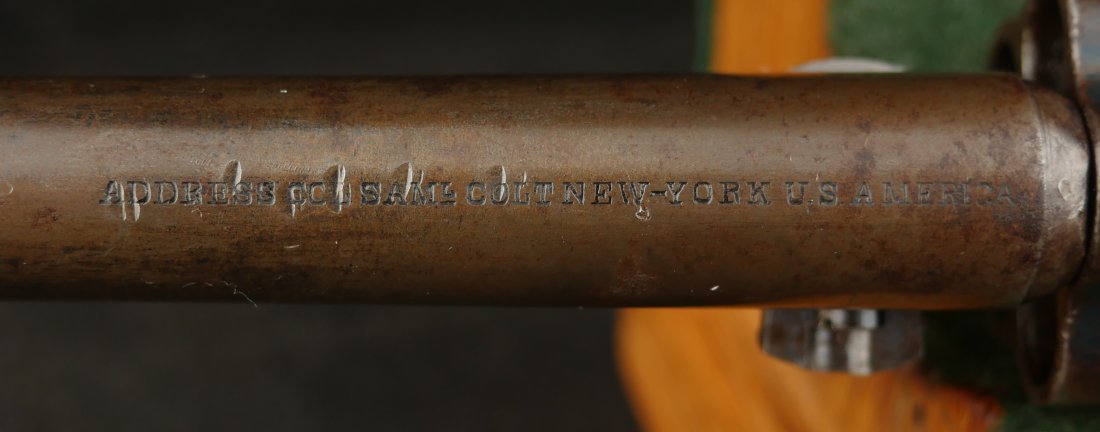 ADDRESS COL SAML COLT NEW-YORK U.S. AMERICA.